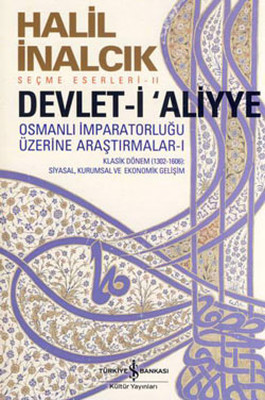 HALİL
İNALCIK
SEÇME ESERLERİ-II
DEVLET-İ ‘ALİYYE
OSMANLI İMPARATORLUĞU
ÜZERİNE ARAŞTIRMALAR-I
KLASİK DÖNEM (1302-1606):
SİYASAL, KURUMSAL VE EKONOMİK GELİŞİM
TÜRKİYE BANKASI
Kültür Yayınları